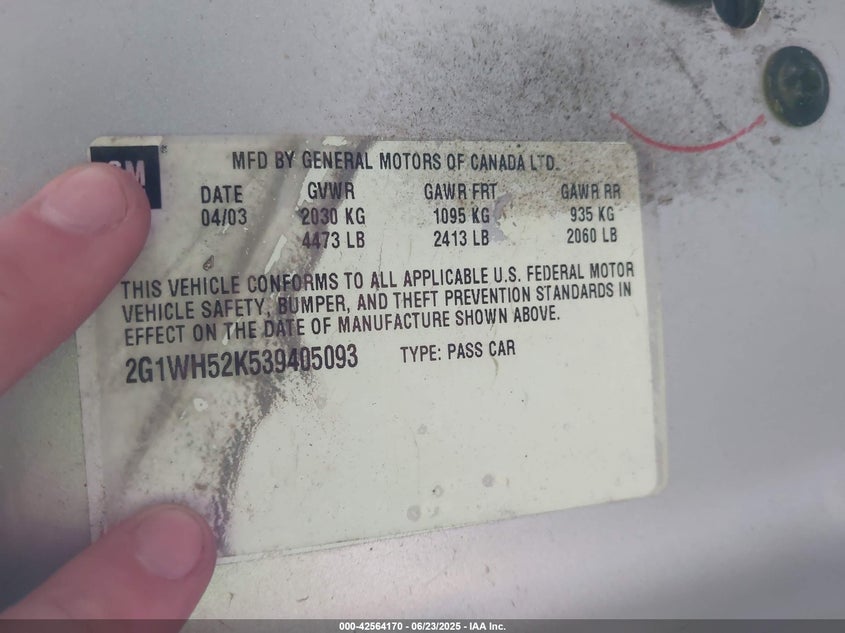 GM
MFD BY GENERAL MOTORS OF CANADA LTD.
DATE GVWR GAWR FRT GAWR RR
04/03 2030 KG 1095 KG 935 KG
4473 LB 2413 LB 2060 LB
THIS VEHICLE CONFORMS TO ALL APPLICABLE U.S. FEDERAL MOTOR
VEHICLE SAFETY, BUMPER, AND THEFT PREVENTION STANDARDS IN
EFFECT ON THE DATE OF MANUFACTURE SHOWN ABOVE.
2G1WH52K539405093 TYPE: PASS CAR
000-42564170 - 06/23/2025 - IAA Inc.